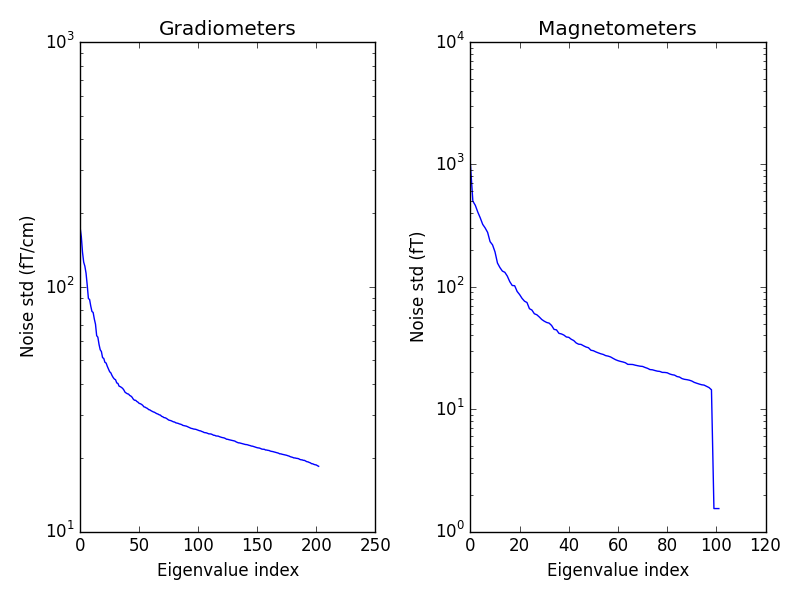 Gradiometers
10^3
10^2
10^1
Noise std (fT/cm)
0 50 100 150 200 250
Eigenvalue index
Magnetometers
10^4
10^3
10^2
10^1
10^0
Noise std (fT)
0 20 40 60 80 100 120
Eigenvalue index